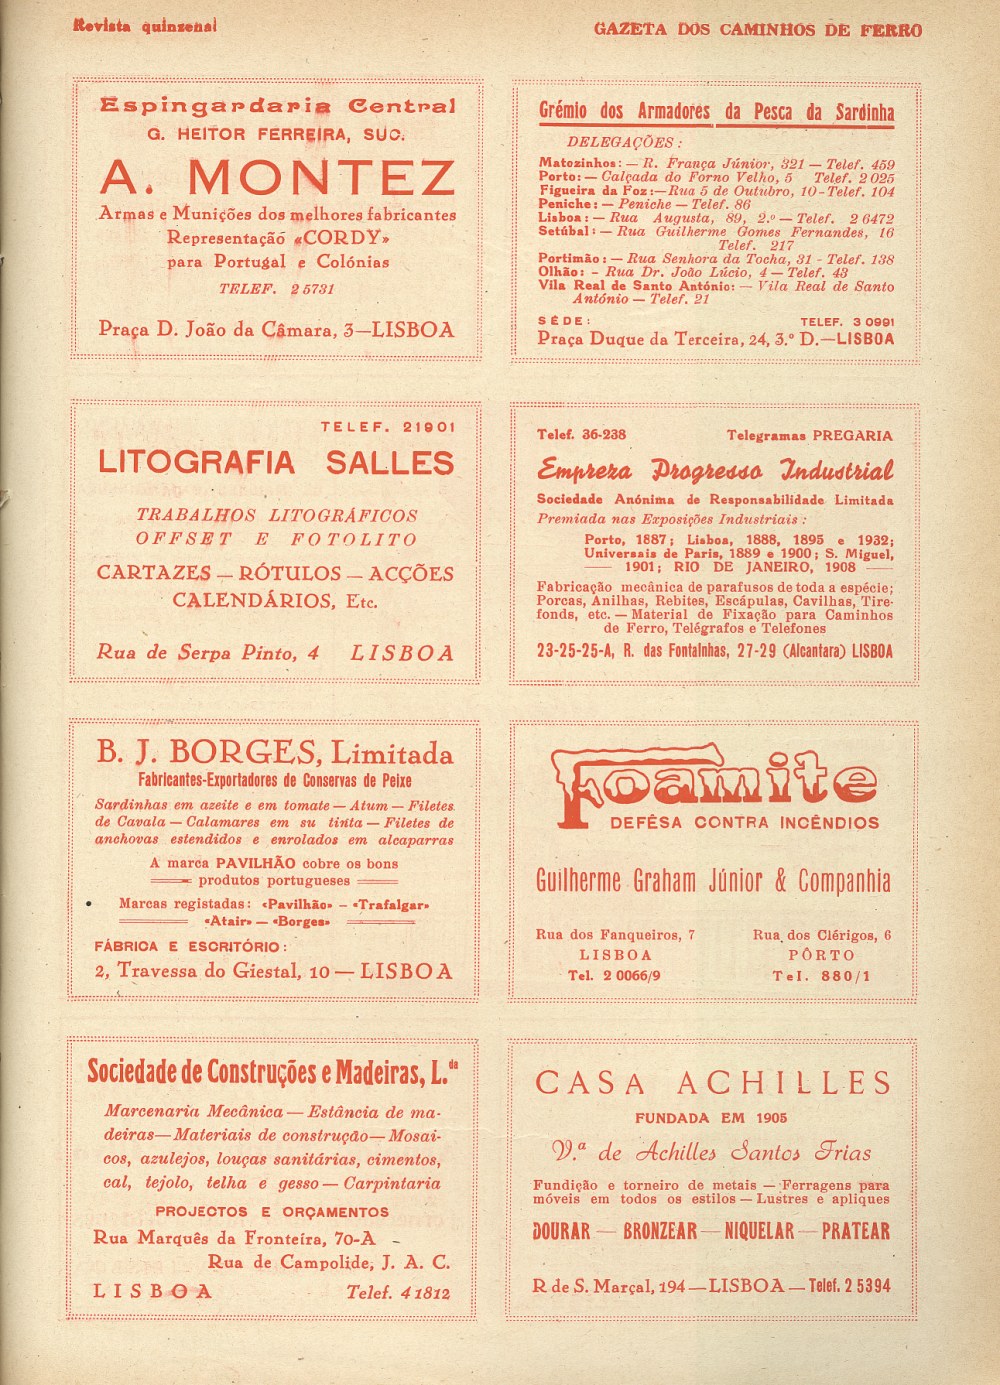 Revista quinzenal
GAZETA DOS CAMINHOS DE FERRO
Espingardaria Central
G. HEITOR FERREIRA, SUC.
A. MONTEZ
Armas e Munições dos melhores fabricantes
Representação «CORDY»
para Portugal e Colónias
TELEF. 2 5731
Praça D. João da Câmara, 3—LISBOA
Grémio dos Armadores da Pesca da Sardinha
DELEGAÇÕES:
Matozinhos: — R. França Júnior, 321 — Telef. 459
Porto: — Calçada do Forno Velho, 5 Telef. 2 025
Figueira da Foz:—Rua 5 de Outubro, 10-Telef. 104
Peniche: — Peniche — Telef. 86
Lisboa: — Rua Augusta, 89, 2.º — Telef. 2 6472
Setúbal: — Rua Guilherme Gomes Fernandes, 16
Telef. 217
Portimão: — Rua Senhora da Tocha, 31 - Telef. 138
Olhão: - Rua Dr. João Lúcio, 4 — Telef. 43
Vila Real de Santo António: — Vila Real de Santo
António — Telef. 21
SÉDE: TELEF. 3 0991
Praça Duque da Terceira, 24, 3.º D.—LISBOA
TELEF. 21901
LITOGRAFIA SALLES
TRABALHOS LITOGRÁFICOS
OFFSET E FOTOLITO
CARTAZES — RÓTULOS — ACÇÕES
CALENDÁRIOS, Etc.
Rua de Serpa Pinto, 4 LISBOA
Telef. 36-238 Telegramas PREGARIA
Empreza Progresso Industrial
Sociedade Anónima de Responsabilidade Limitada
Premiada nas Exposições Industriais:
Porto, 1887; Lisboa, 1888, 1895 e 1932;
Universais de Paris, 1889 e 1900; S. Miguel,
1901; RIO DE JANEIRO, 1908
Fabricação mecânica de parafusos de toda a espécie;
Porcas, Anilhas, Rebites, Escápulas, Cavilhas, Tire-
fonds, etc. — Material de Fixação para Caminhos
de Ferro, Telégrafos e Telefones
23-25-25-A, R. das Fontaínhas, 27-29 (Alcantara) LISBOA
B. J. BORGES, Limitada
Fabricantes-Exportadores de Conservas de Peixe
Sardinhas em azeite e em tomate — Atum — Filetes
de Cavala — Calamares em su tinta — Filetes de
anchovas estendidos e enrolados em alcaparras
A marca PAVILHÃO cobre os bons
produtos portugueses
Marcas registadas: «Pavilhão» – «Trafalgar»
«Atair» — «Borges»
FÁBRICA E ESCRITÓRIO:
2, Travessa do Giestal, 10 — LISBOA
Foamite
DEFÊSA CONTRA INCÊNDIOS
Guilherme Graham Júnior & Companhia
Rua dos Fanqueiros, 7
LISBOA
Tel. 2 0066/9
Rua dos Clérigos, 6
PÔRTO
Tel. 880/1
Sociedade de Construções e Madeiras, L.da
Marcenaria Mecânica — Estância de ma-
deiras—Materiais de construção—Mosai-
cos, azulejos, louças sanitárias, cimentos,
cal, tejolo, telha e gesso — Carpintaria
PROJECTOS E ORÇAMENTOS
Rua Marquês da Fronteíra, 70-A -
Rua de Campolide, J. A. C.
LISBOA Telef. 4 1812
CASA ACHILLES
FUNDADA EM 1905
V.ª de Achilles Santos Frias
Fundição e torneiro de metais — Ferragens para
móveis em todos os estilos — Lustres e apliques
DOURAR — BRONZEAR — NIQUELAR — PRATEAR
R de S. Marçal, 194 — LISBOA — Telef. 2 5394